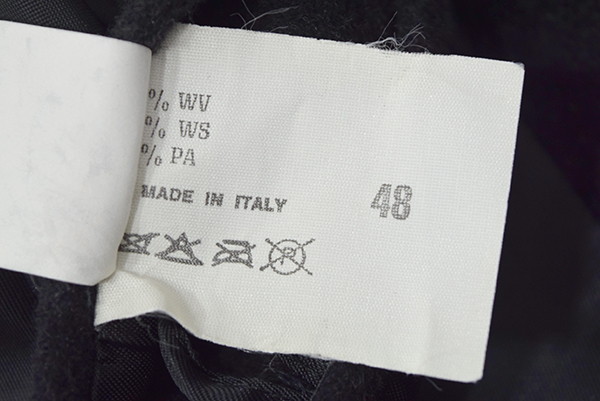 % WV
% WS
% PA
MADE IN ITALY
48
P